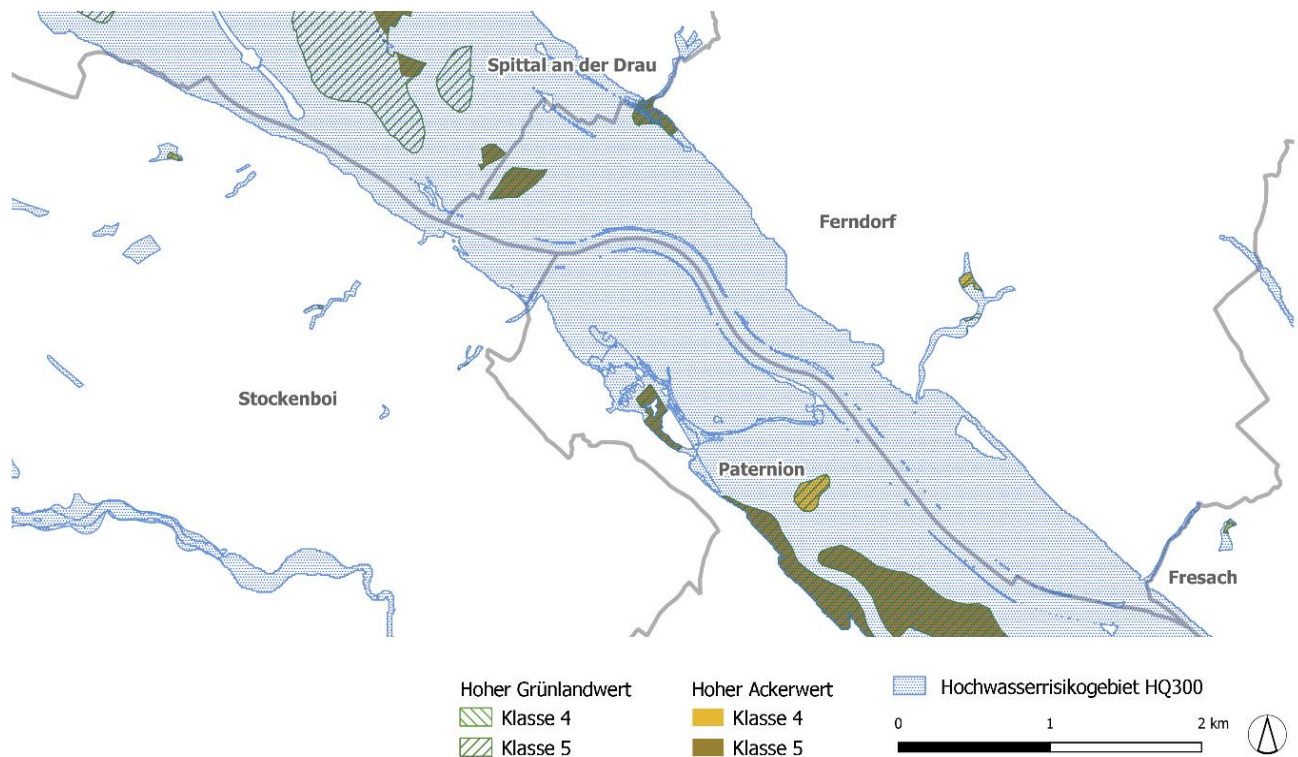 Spittal an der Drau
Ferndorf
Stockenboi
Paternion
Fresach
Hoher Grünlandwert
Klasse 4
Klasse 5
Hoher Ackerwert
Klasse 4
Klasse 5
Hochwasserrisikogebiet HQ300
0 1 2 km